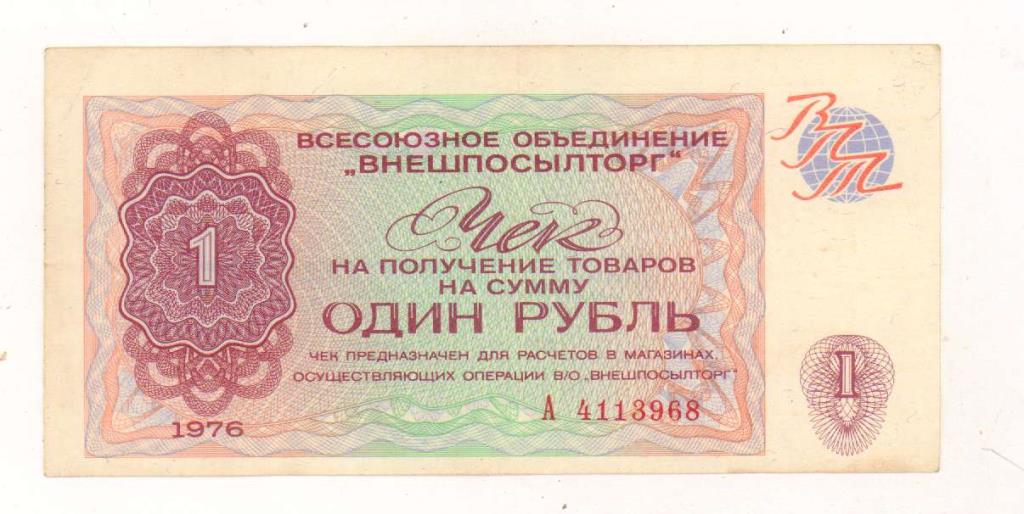 ВСЕСОЮЗНОЕ ОБЪЕДИНЕНИЕ
„ВНЕШПОСЫЛТОРГ“
ВПТ
Чек
НА ПОЛУЧЕНИЕ ТОВАРОВ
НА СУММУ
ОДИН РУБЛЬ
1
ЧЕК ПРЕДНАЗНАЧЕН ДЛЯ РАСЧЕТОВ В МАГАЗИНАХ,
ОСУЩЕСТВЛЯЮЩИХ ОПЕРАЦИИ В/О „ВНЕШПОСЫЛТОРГ“
1
А 4113968
1976